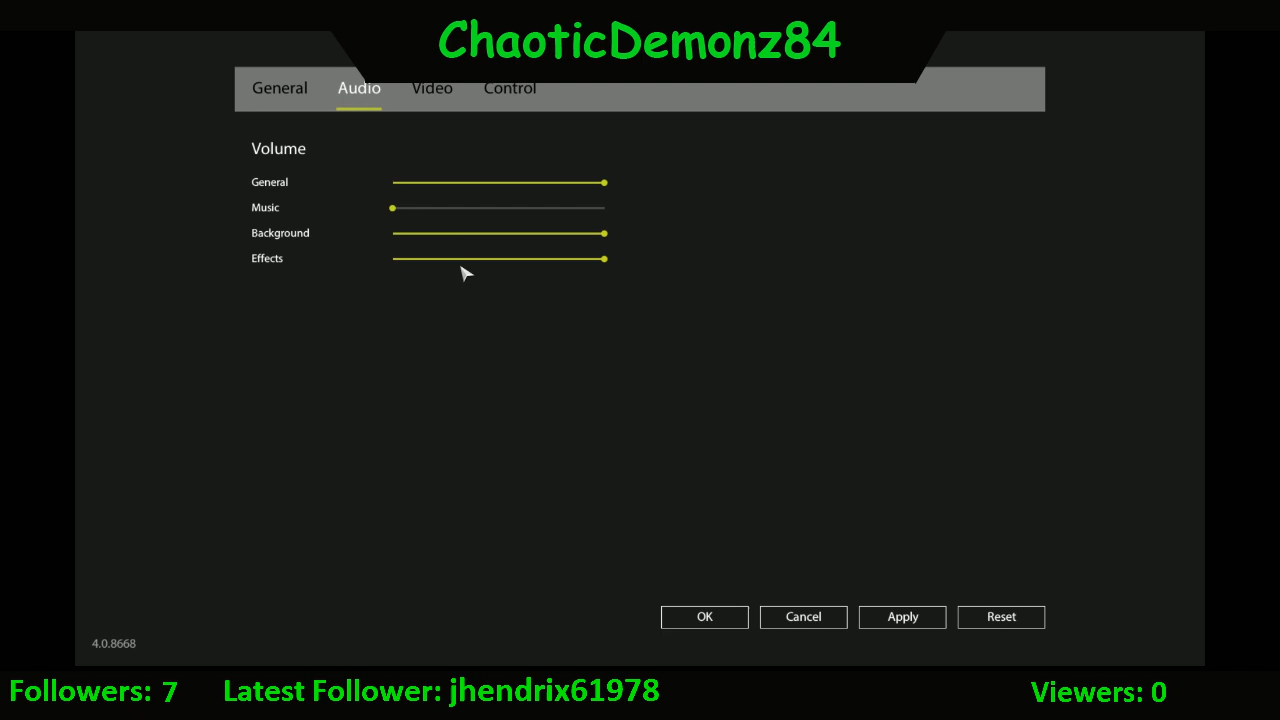 ChaoticDemonz84
General Audio Video Control
Volume
General
Music
Background
Effects
OK Cancel Apply Reset
4.0.8668
Followers: 7 Latest Follower: jhendrix61978 Viewers: 0